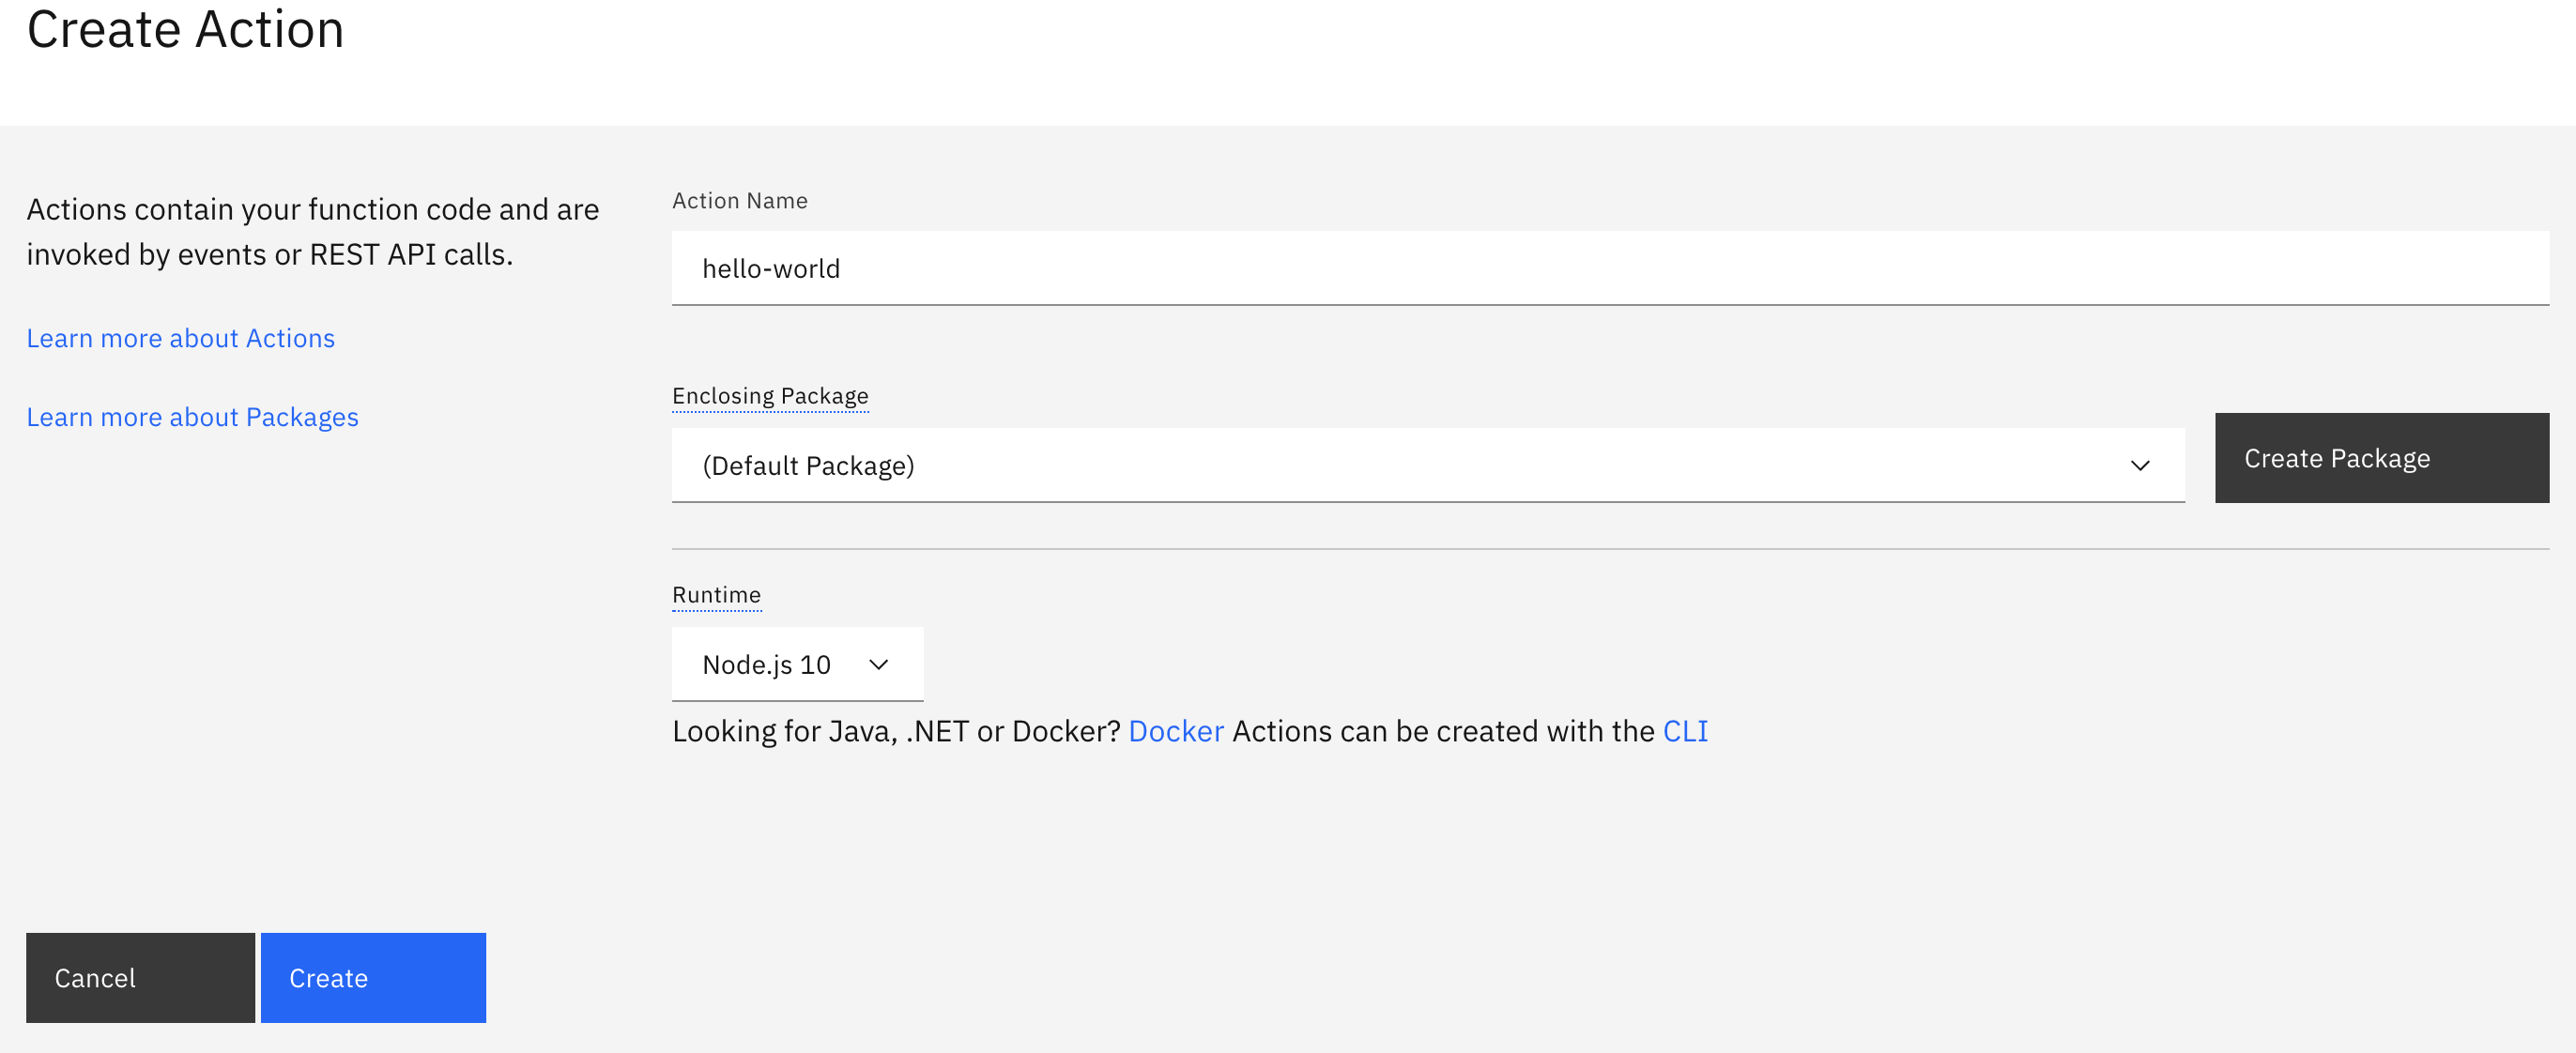 Create Action
Actions contain your function code and are
invoked by events or REST API calls.
Learn more about Actions
Learn more about Packages
Action Name
hello-world
Enclosing Package
(Default Package)
Create Package
Runtime
Node.js 10
Looking for Java, .NET or Docker? Docker Actions can be created with the CLI
Cancel
Create